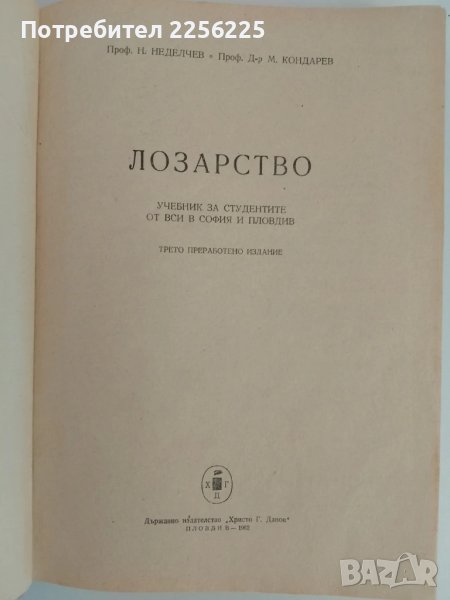 Потребител 2256225
Проф. Н. НЕДЕЛЧЕВ • Проф. Д-р М. КОНДАРЕВ
ЛОЗАРСТВО
УЧЕБНИК ЗА СТУДЕНТИТЕ
ОТ ВСИ В СОФИЯ И ПЛОВДИВ
ТРЕТО ПРЕРАБОТЕНО ИЗДАНИЕ
Х Г
Д
Държавно издателство „Христо Г. Данов“
ПЛОВДИВ — 1962
BAZAR